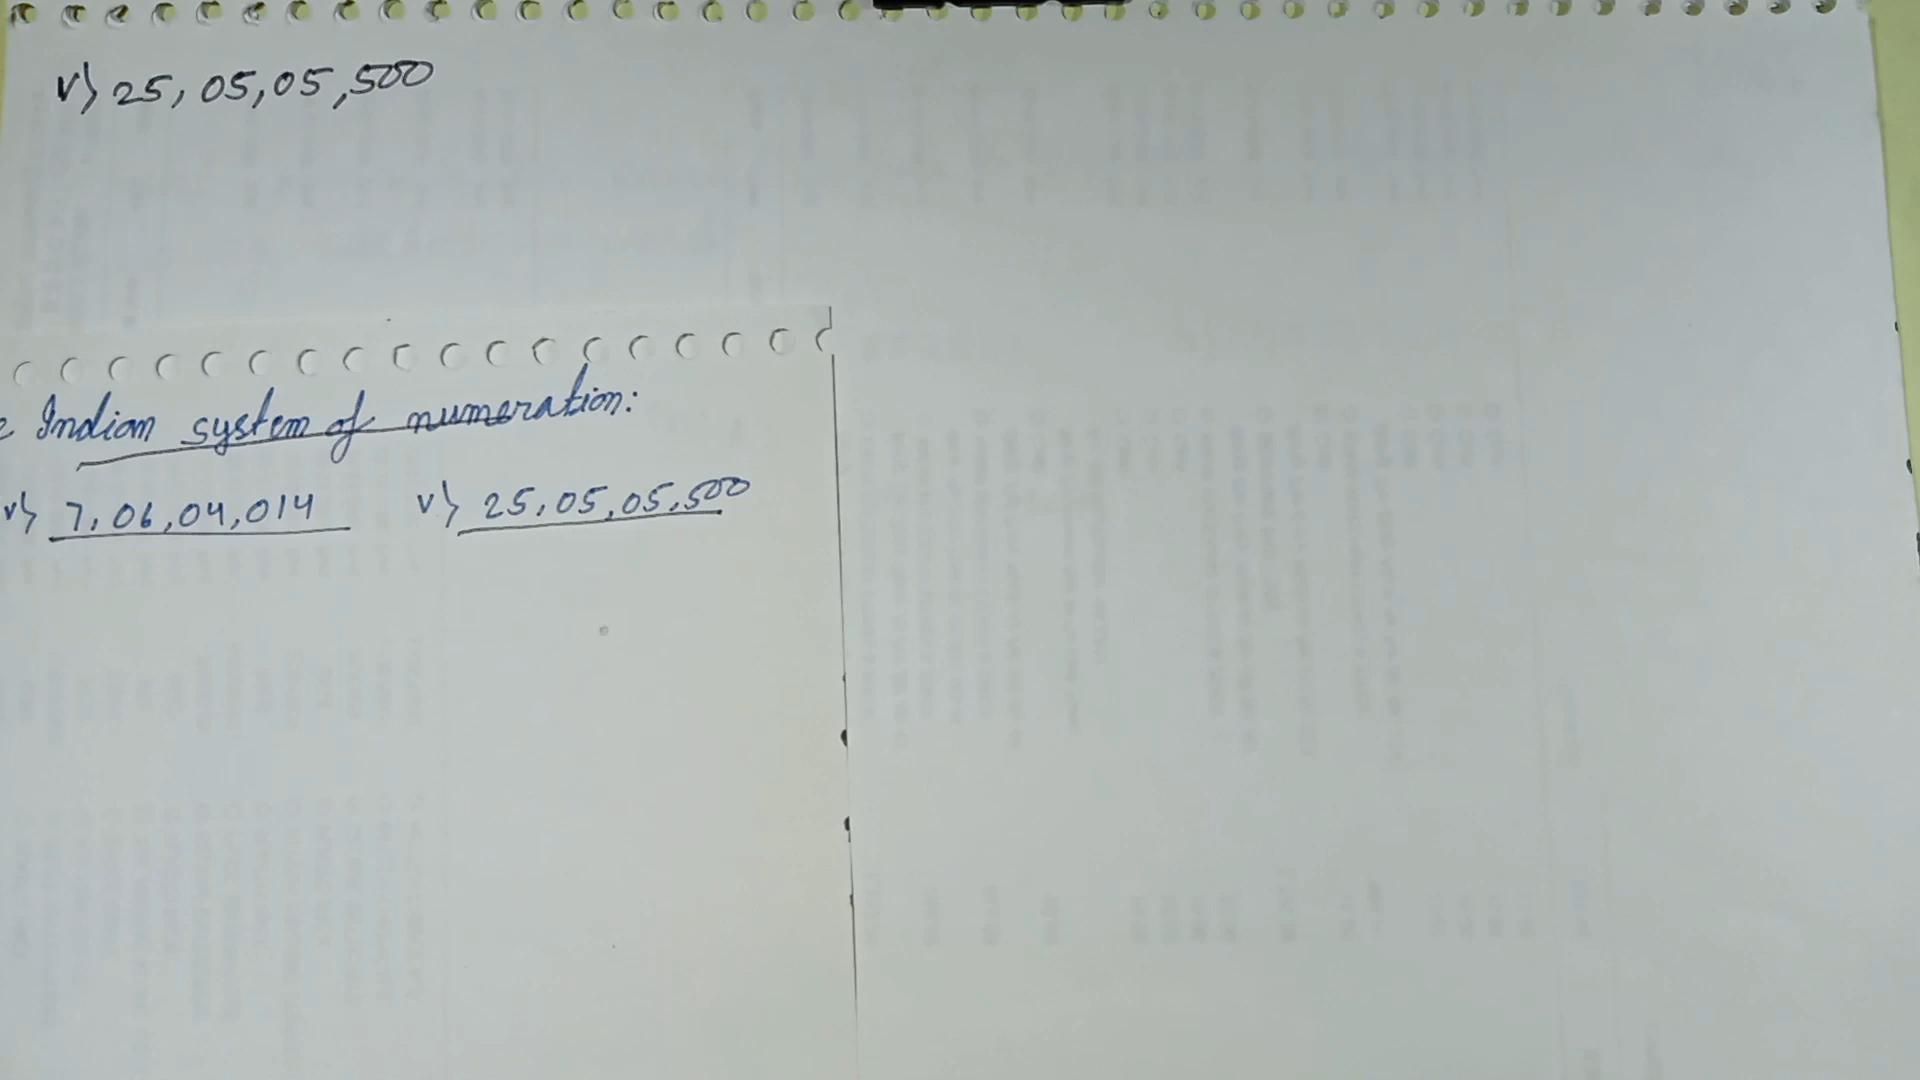 v) 25, 05, 05, 500
Indian system of numeration:
v) 7, 06, 04, 014 v) 25, 05, 05, 500